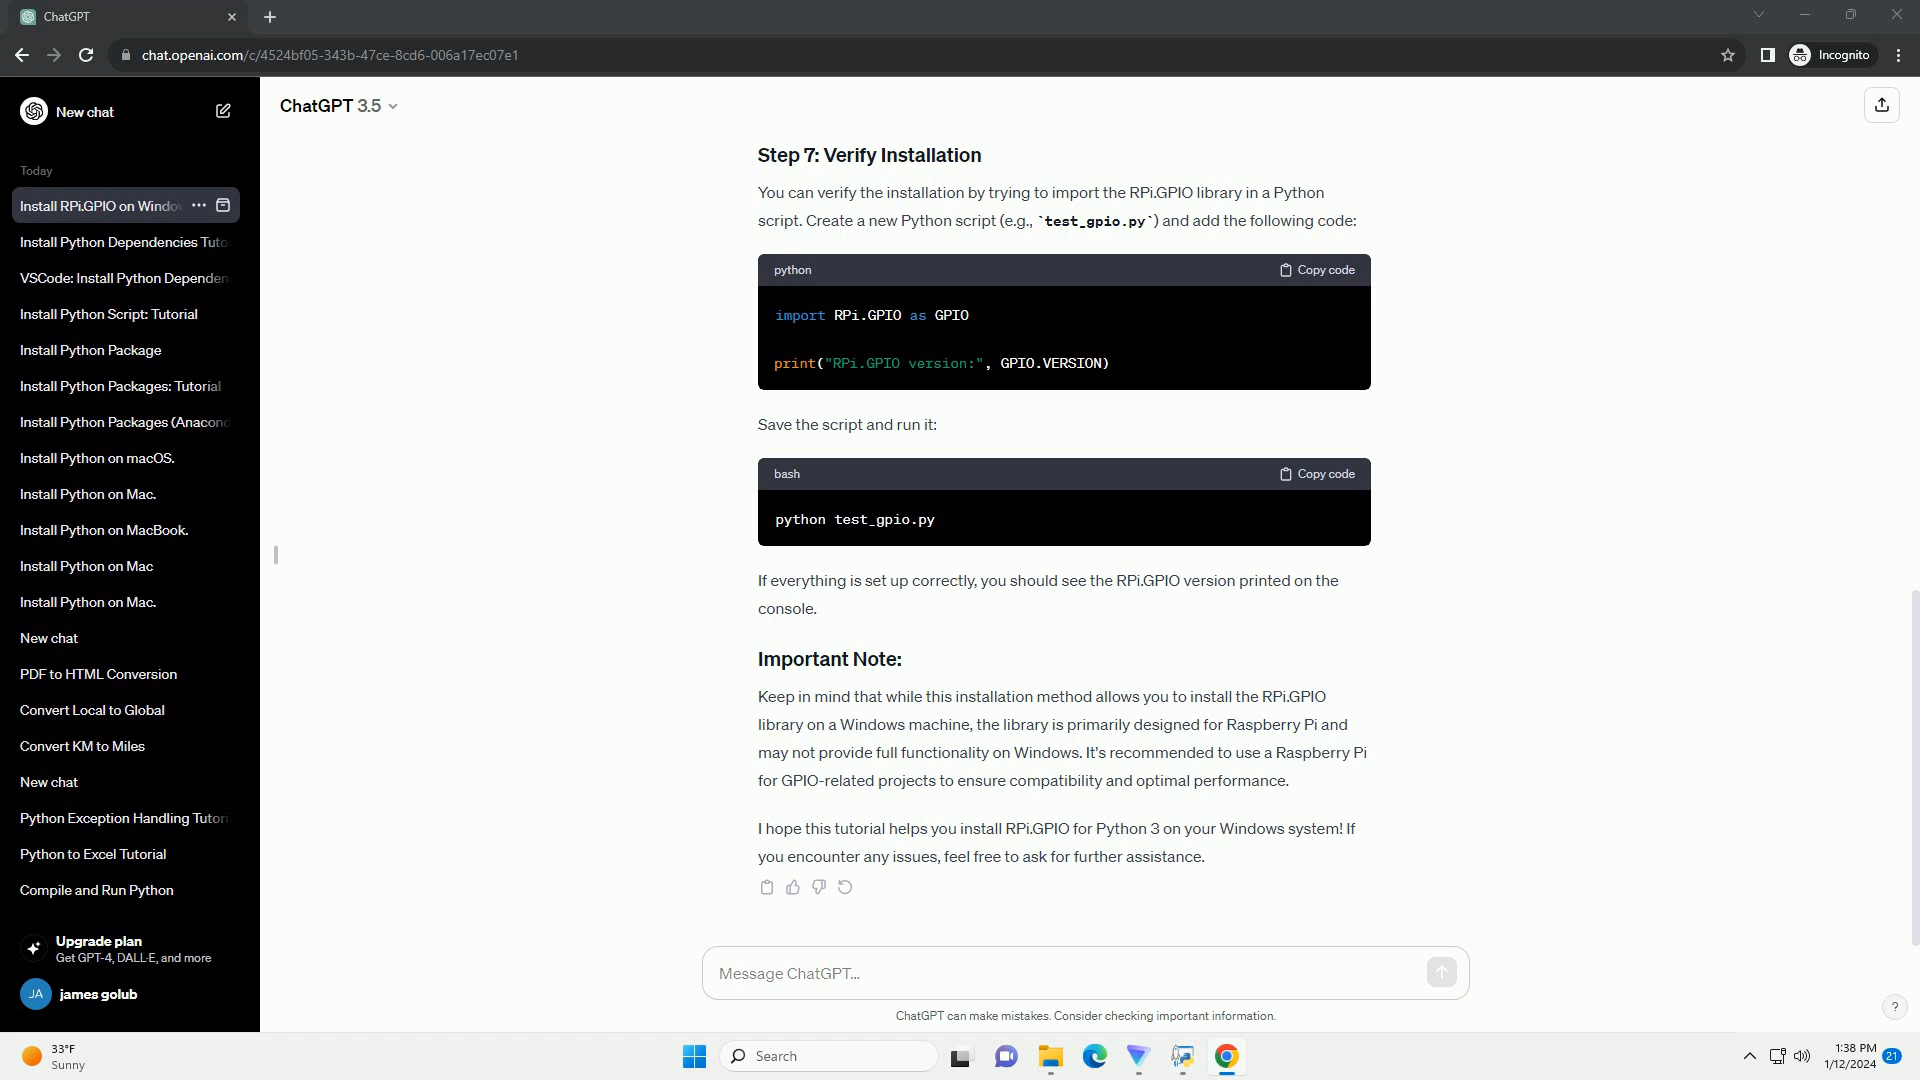 ChatGPT
chat.openai.com/c/4524bf05-343b-47ce-8cd6-006a17ec07e1
Incognito
New chat
Today
Install RPi.GPIO on Windov
Install Python Dependencies Tuto
VSCode: Install Python Dependen
Install Python Script: Tutorial
Install Python Package
Install Python Packages: Tutorial
Install Python Packages (Anacond
Install Python on macOS.
Install Python on Mac.
Install Python on MacBook.
Install Python on Mac
Install Python on Mac.
New chat
PDF to HTML Conversion
Convert Local to Global
Convert KM to Miles
New chat
Python Exception Handling Tutori
Python to Excel Tutorial
Compile and Run Python
Upgrade plan
Get GPT-4, DALL·E, and more
JA
james golub
ChatGPT 3.5
Step 7: Verify Installation
You can verify the installation by trying to import the RPi.GPIO library in a Python
script. Create a new Python script (e.g., `test_gpio.py`) and add the following code:
python
Copy code
import RPi.GPIO as GPIO
print("RPi.GPIO version:", GPIO.VERSION)
Save the script and run it:
bash
Copy code
python test_gpio.py
If everything is set up correctly, you should see the RPi.GPIO version printed on the
console.
Important Note:
Keep in mind that while this installation method allows you to install the RPi.GPIO
library on a Windows machine, the library is primarily designed for Raspberry Pi and
may not provide full functionality on Windows. It's recommended to use a Raspberry Pi
for GPIO-related projects to ensure compatibility and optimal performance.
I hope this tutorial helps you install RPi.GPIO for Python 3 on your Windows system! If
you encounter any issues, feel free to ask for further assistance.
Message ChatGPT...
ChatGPT can make mistakes. Consider checking important information.
?
33°F
Sunny
Search
1:38 PM
1/12/2024
21